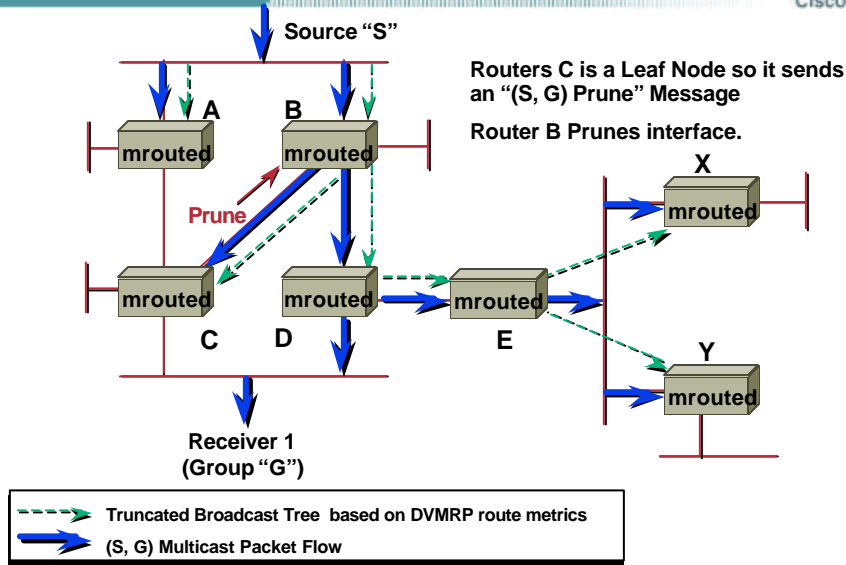 Cisco
Source “S”
Routers C is a Leaf Node so it sends
an “(S, G) Prune” Message
Router B Prunes interface.
A
B
mrouted
mrouted
X
mrouted
Prune
mrouted
mrouted
mrouted
C
D
E
Y
mrouted
Receiver 1
(Group “G”)
Truncated Broadcast Tree based on DVMRP route metrics
(S, G) Multicast Packet Flow